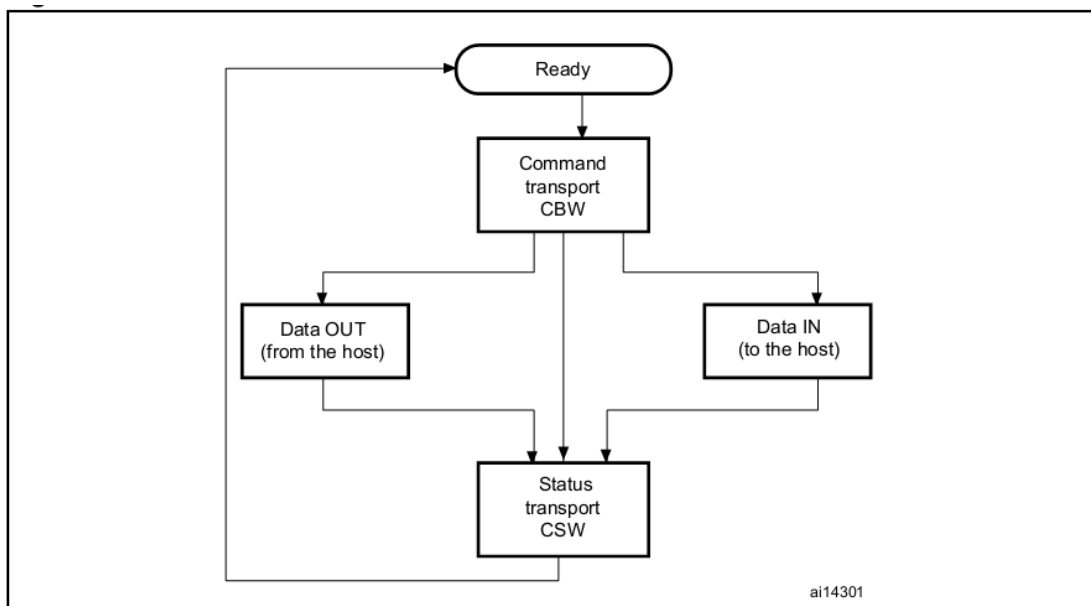 Ready
Command
transport
CBW
Data OUT
(from the host)
Data IN
(to the host)
Status
transport
CSW
ai14301